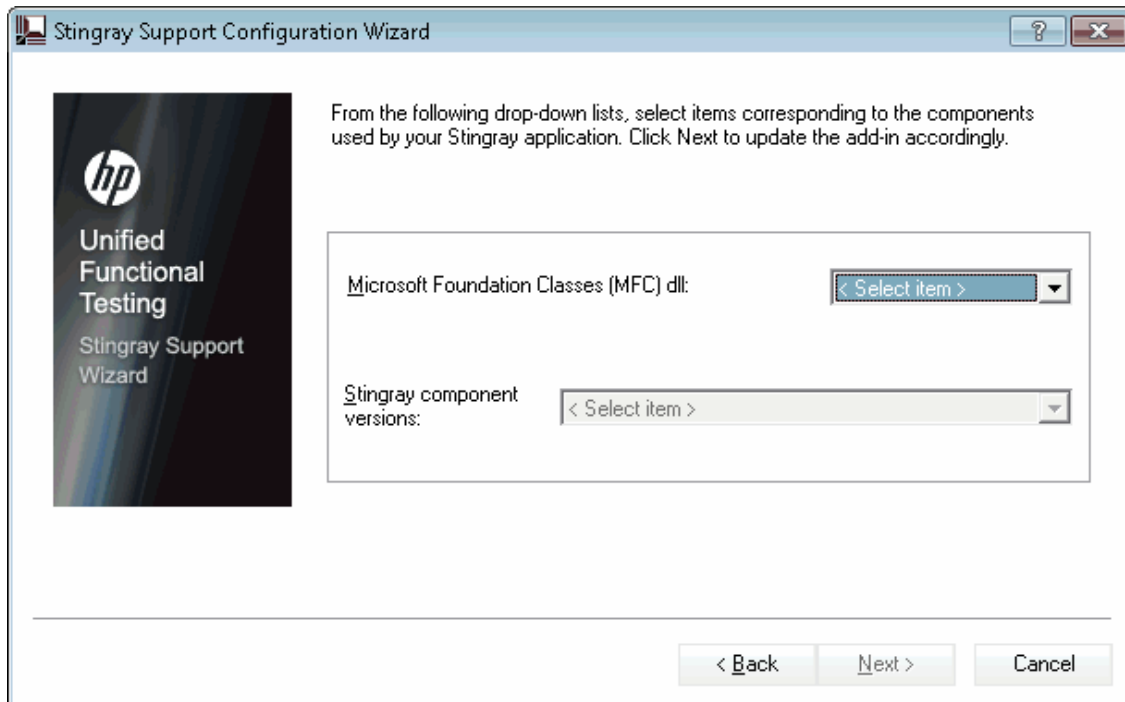 Stingray Support Configuration Wizard
?
From the following drop-down lists, select items corresponding to the components
used by your Stingray application. Click Next to update the add-in accordingly.
hp
Unified
Functional
Testing
Stingray Support
Wizard
Microsoft Foundation Classes (MFC) dll:
< Select item >
Stingray component
versions:
< Select item >
< Back
Next >
Cancel